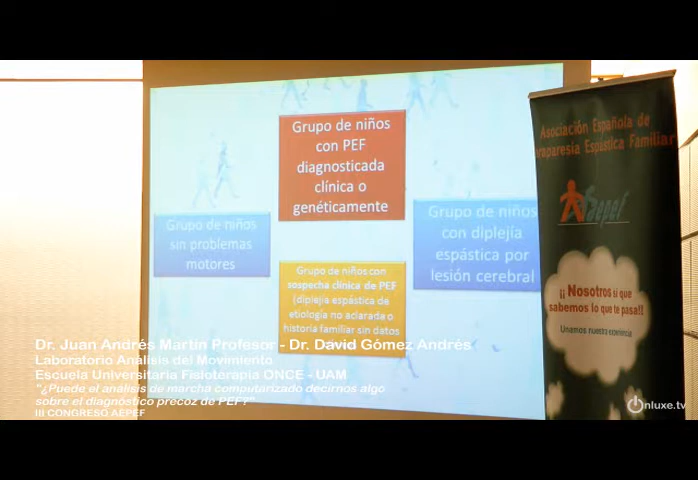 Grupo de niños
con PEF
diagnosticada
clínica o
genéticamente
Grupo de niños
sin problemas
motores
Grupo de niños
con diplejía
espástica por
lesión cerebral
Grupo de niños con
sospecha clínica de PEF
(diplejia espástica de
etiología no aclarada o
historia familiar sin datos
Asociación Española de
araparesia Espástica Familiar
Aepef
¡¡ Nosotros sí que
sabemos lo que te pasa!!
Unamos nuestra experiencia
Dr. Juan Andrés Martín Profesor - Dr. David Gómez Andrés
Laboratorio Análisis del Movimiento
Escuela Universitaria Fisioterapia ONCE - UAM
"¿Puede el análisis de marcha computarizado decirnos algo
sobre el diagnóstico precoz de PEF?"
III CONGRESO AEPEF
onluxe.tv